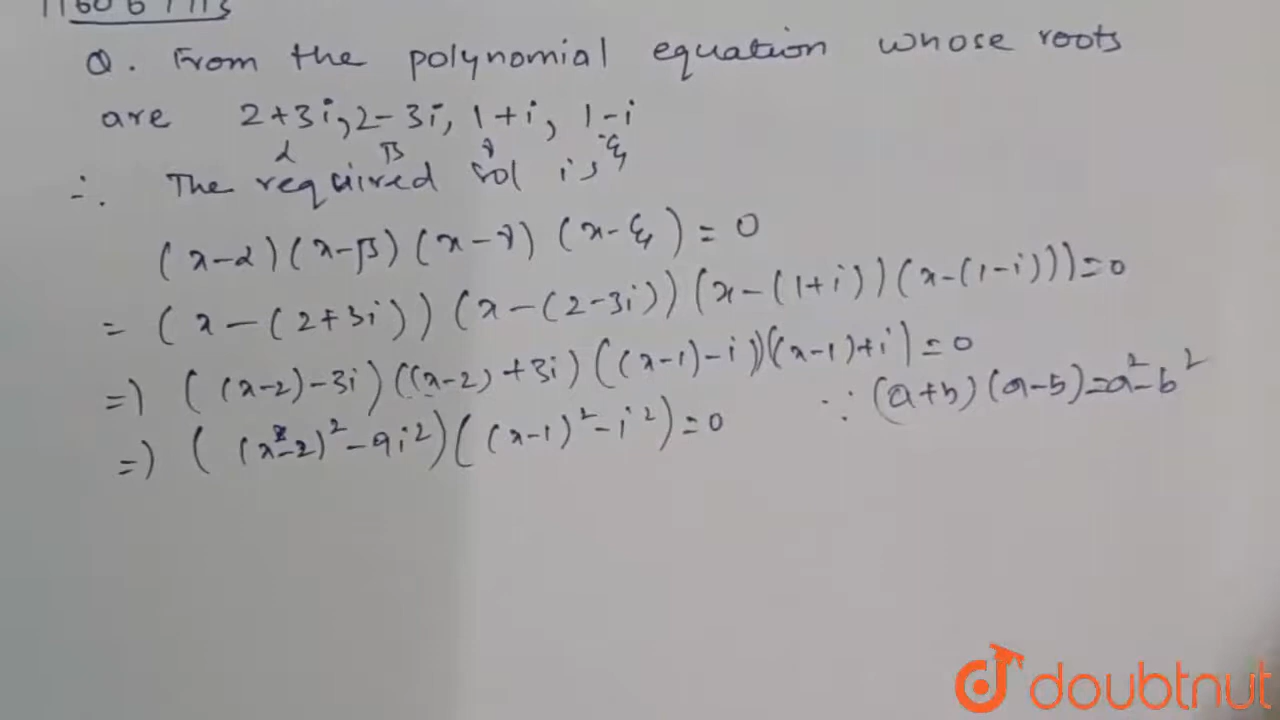 Q. From the polynomial equation whose roots
are 2+3i, 2-3i, 1+i, 1-i
α β γ ξ
∴ The required sol is
(x-α)(x-β)(x-γ)(x-ξ)=0
= (x-(2+3i))(x-(2-3i))(x-(1+i))(x-(1-i)))=0
=) ((x-2)-3i)((x-2)+3i)((x-1)-i)((x-1)+i)=0
=) ((x-2)²-9i²)((x-1)²-i²)=0 ∵ (a+b)(a-b)=a²-b²
doubtnut